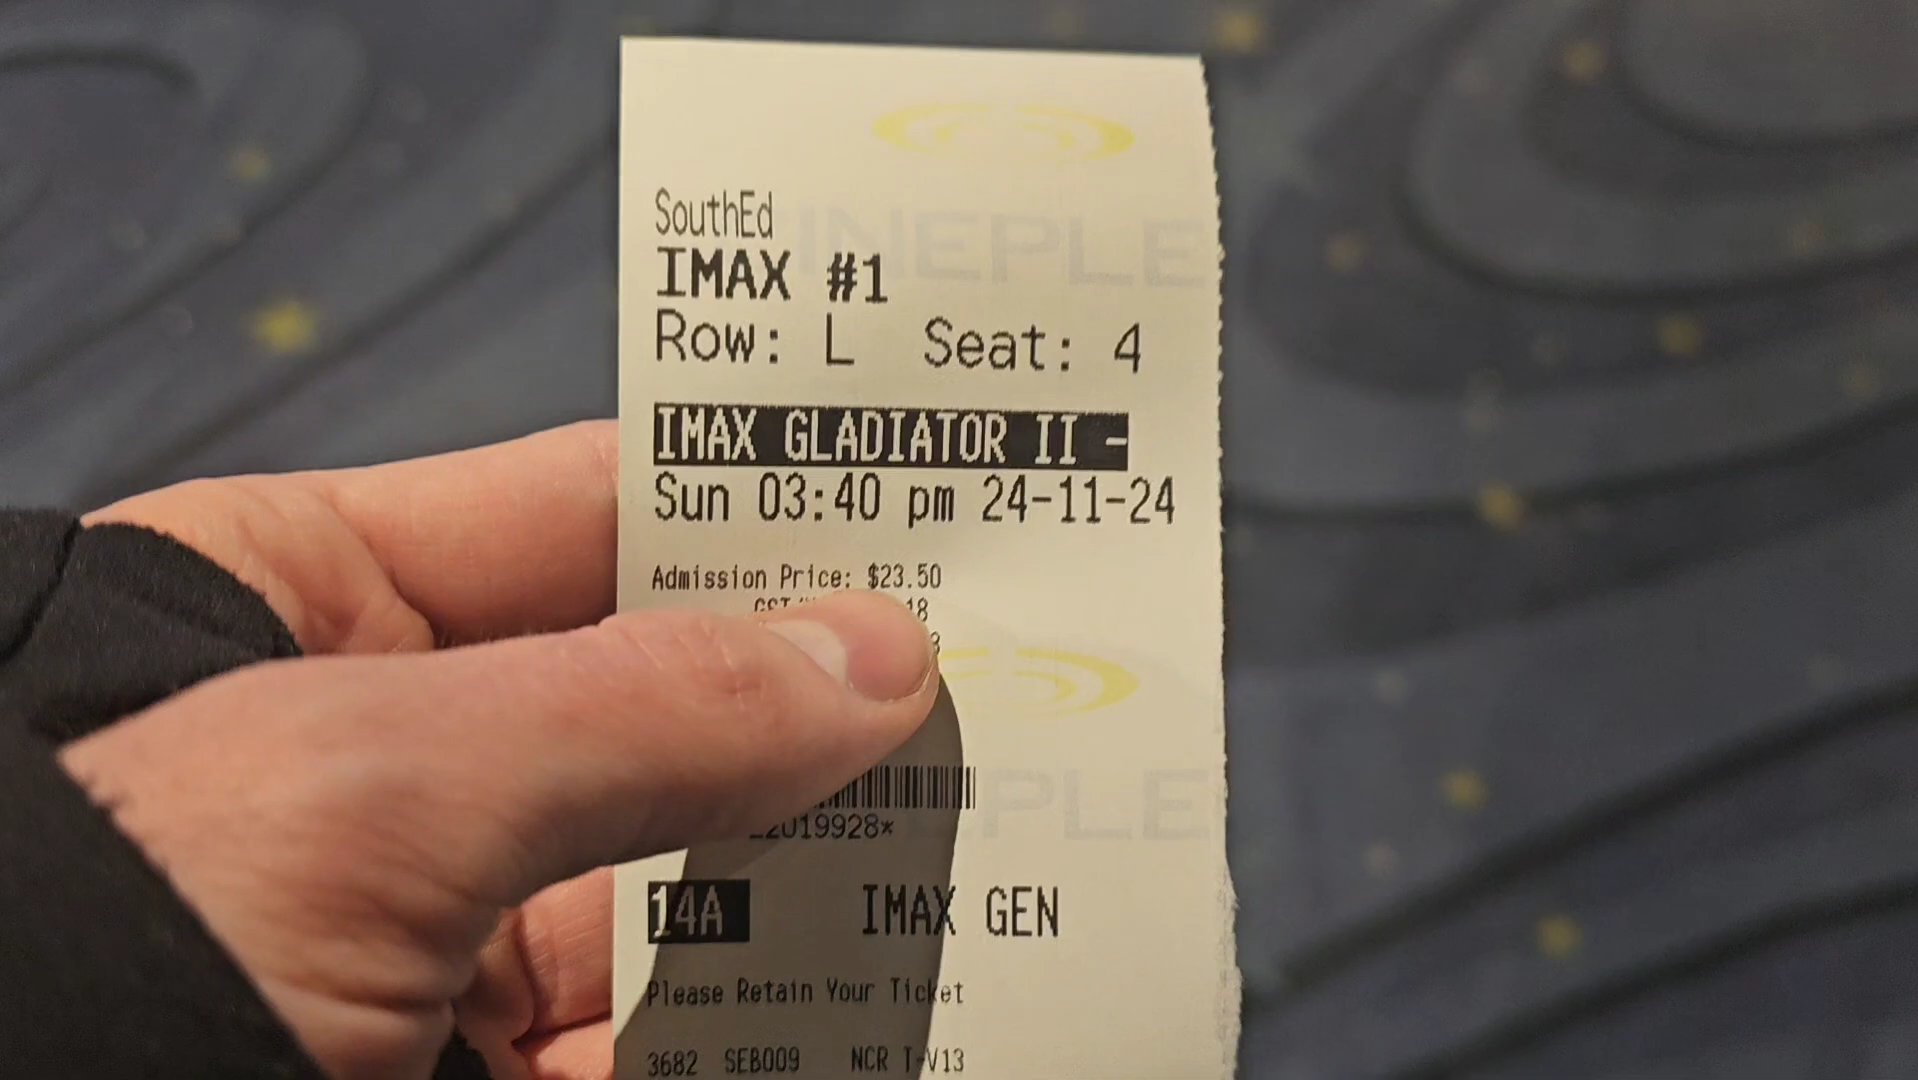 SouthEd
IMAX #1
Row: L Seat: 4
IMAX GLADIATOR II -
Sun 03:40 pm 24-11-24
Admission Price: $23.50
2019928*
14A IMAX GEN
Please Retain Your Ticket
3682 SEB009 NCR T-V13